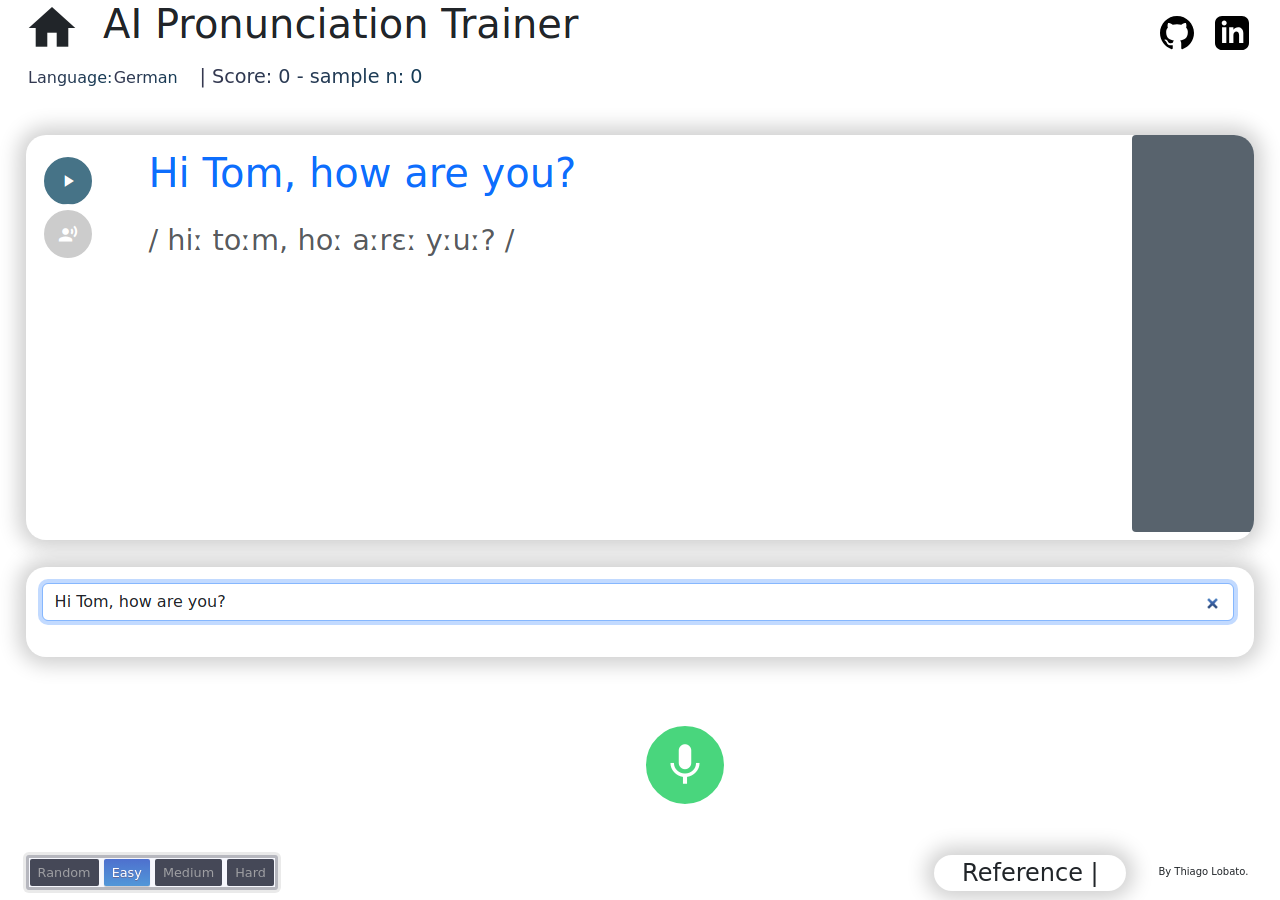 AI Pronunciation Trainer
Language: German | Score: 0 - sample n: 0
Hi Tom, how are you?
/ hiː toːm, hoː aːrɛː yːuː? /
Hi Tom, how are you?
Random Easy Medium Hard
Reference |
By Thiago Lobato.